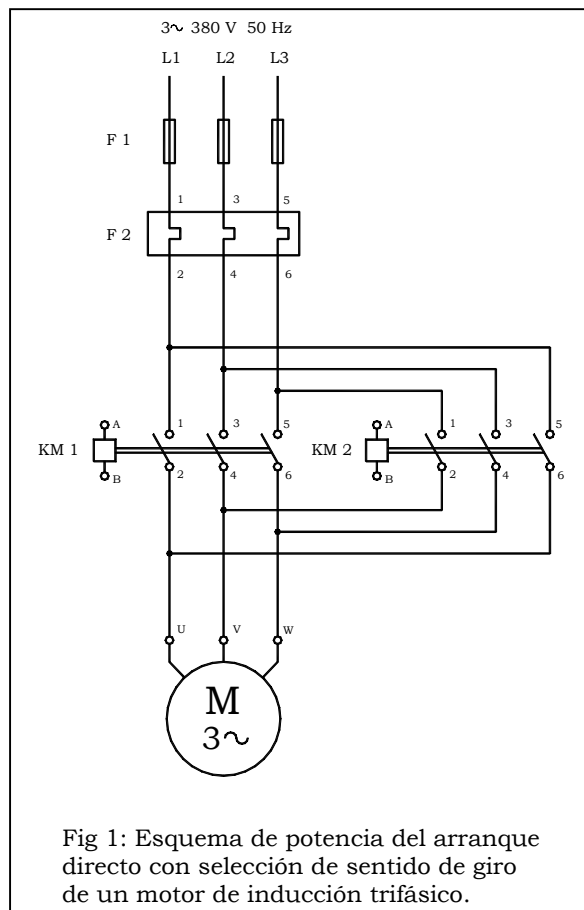 3∿ 380 V 50 Hz
L1 L2 L3
F 1
1 3 5
F 2
2 4 6
A 1 3 5 A 1 3 5
KM 1 KM 2
B 2 4 6 B 2 4 6
U V W
M
3∿
Fig 1: Esquema de potencia del arranque
directo con selección de sentido de giro
de un motor de inducción trifásico.